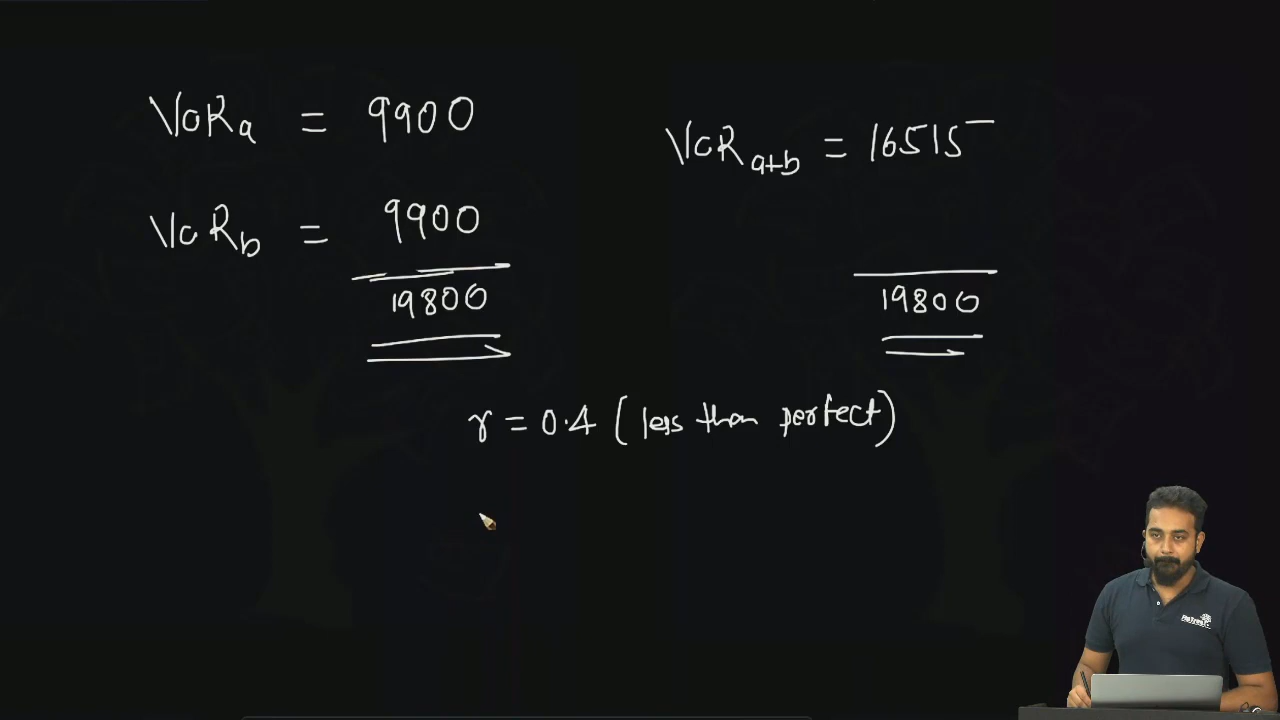 VaRa = 9900
VaRb = 9900
19800
VaRa+b = 16515
19800
r = 0.4 (less than perfect)